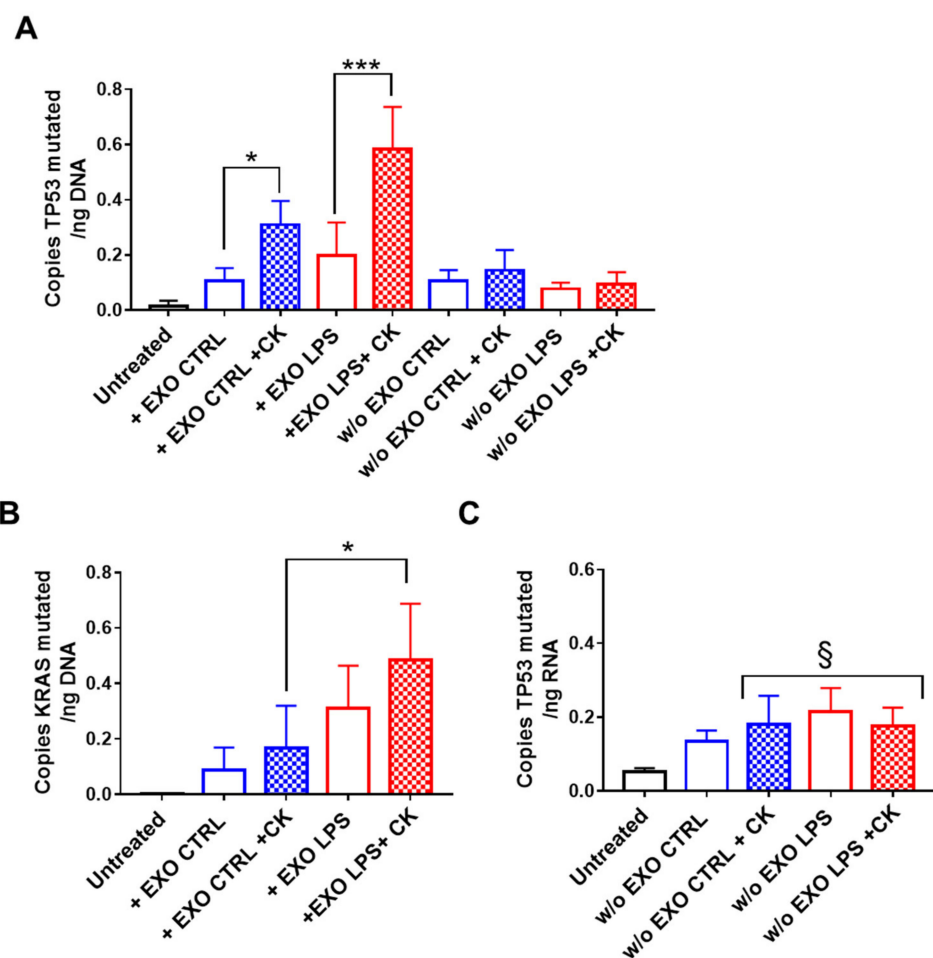 A
Copies TP53 mutated
/ng DNA
0.8
0.6
0.4
0.2
0.0
*
***
Untreated
+ EXO CTRL
+ EXO CTRL +CK
+ EXO LPS
+EXO LPS+ CK
w/o EXO CTRL
w/o EXO CTRL + CK
w/o EXO LPS
w/o EXO LPS +CK
B
Copies KRAS mutated
/ng DNA
0.8
0.6
0.4
0.2
0.0
*
Untreated
+ EXO CTRL
+ EXO CTRL +CK
+ EXO LPS
+EXO LPS+ CK
C
Copies TP53 mutated
/ng RNA
0.6
0.4
0.2
0.0
§
Untreated
w/o EXO CTRL
w/o EXO CTRL + CK
w/o EXO LPS
w/o EXO LPS +CK